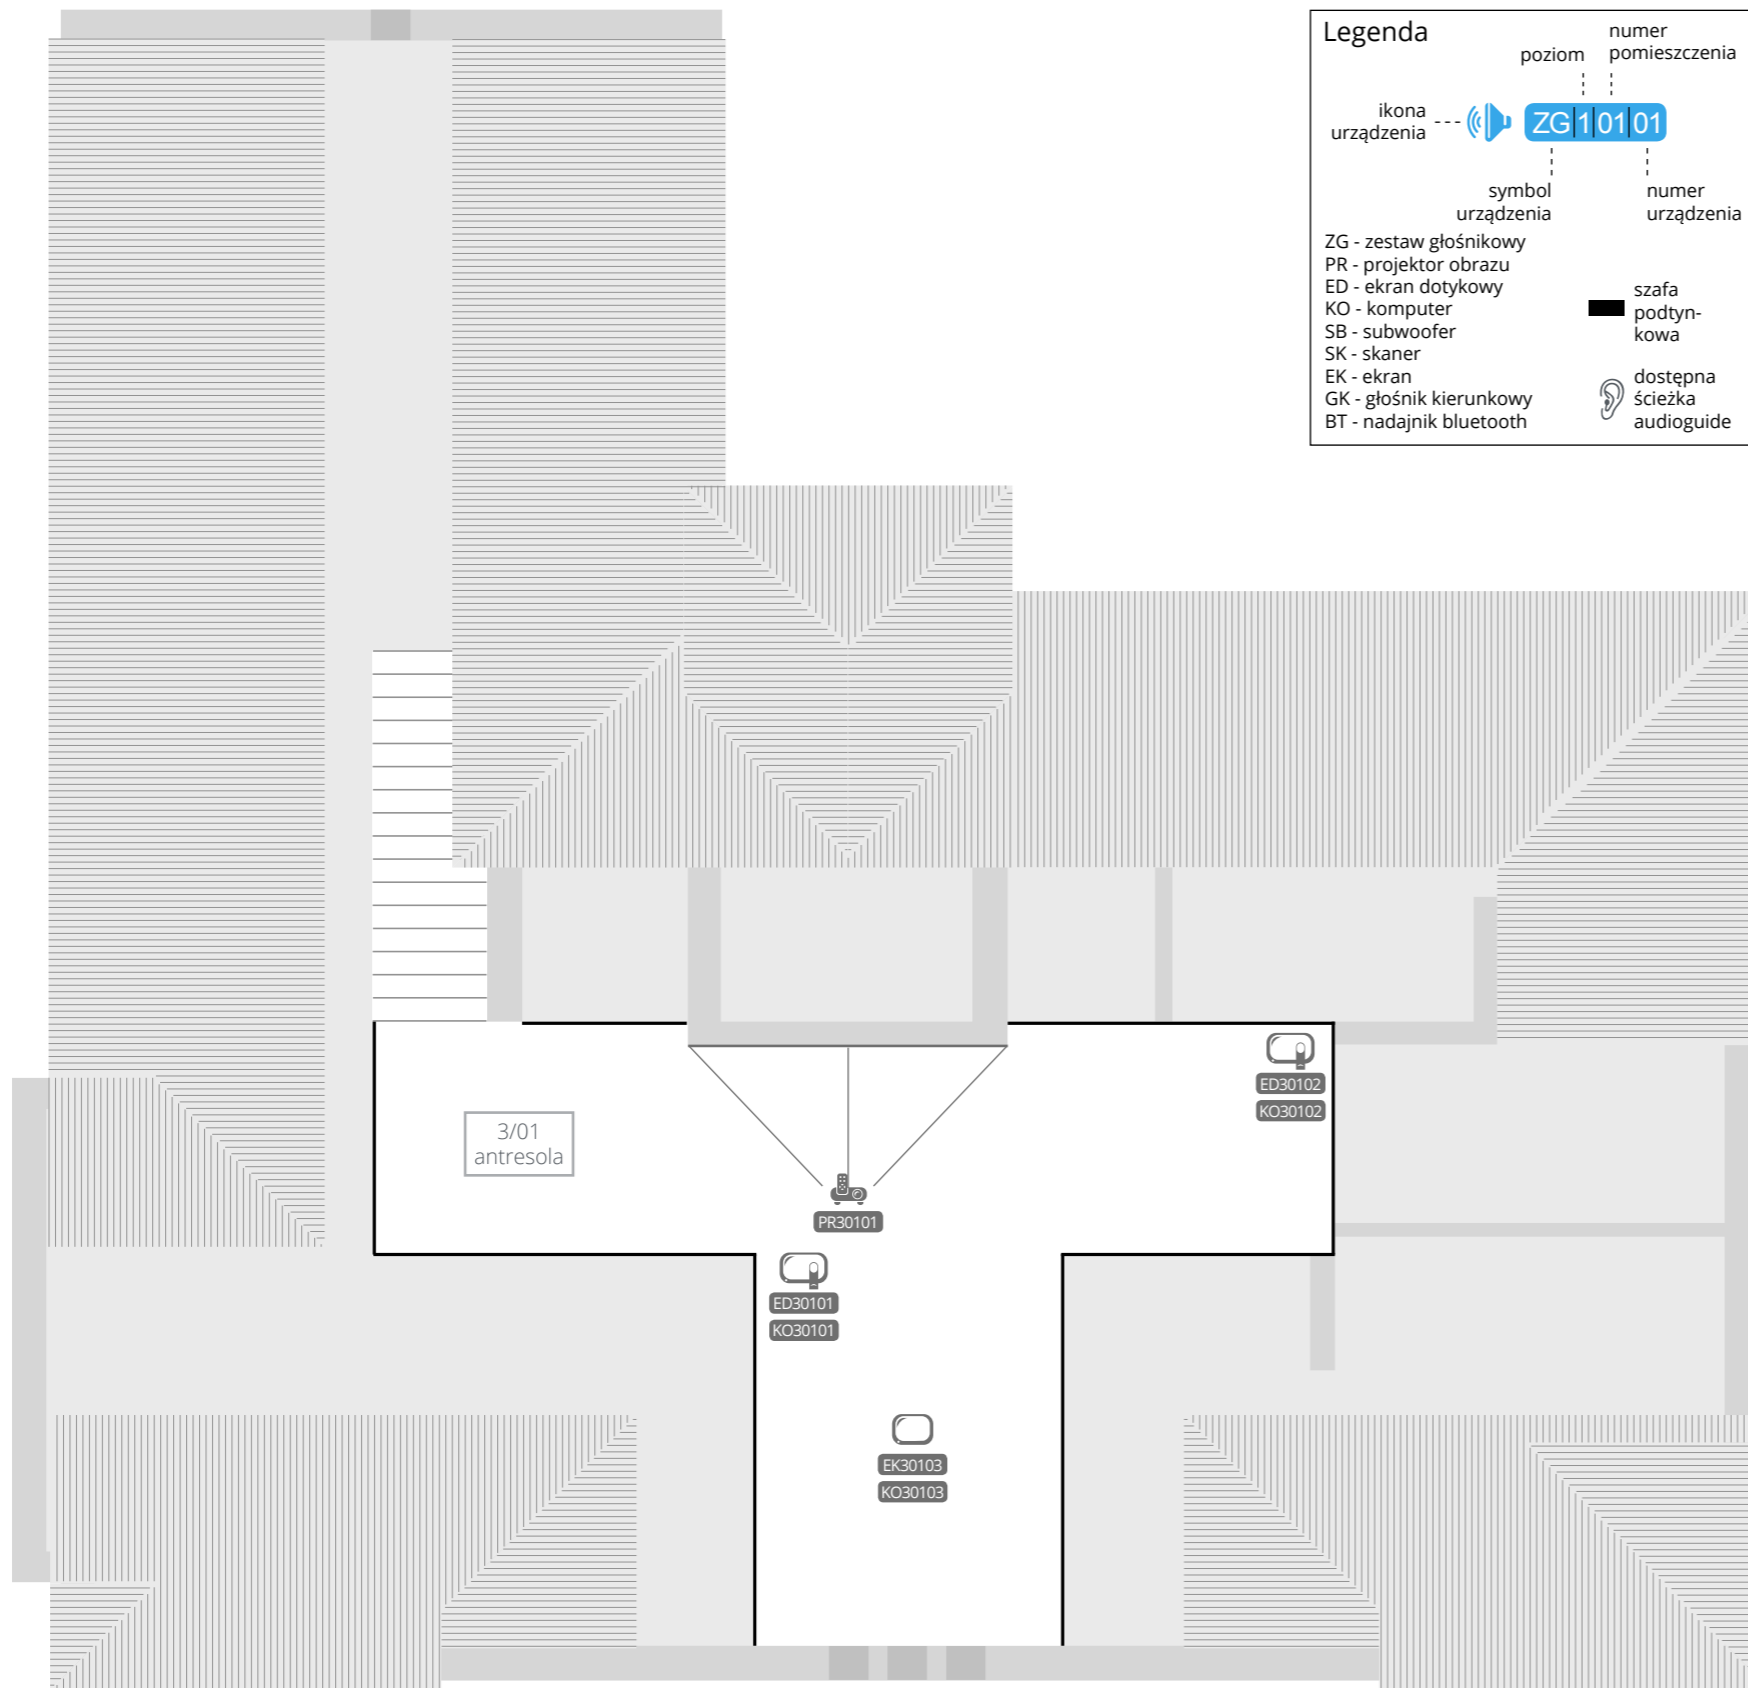 Legenda
numer
pomieszczenia
poziom
ikona
urządzenia
ZG 1 01 01
symbol
urządzenia
numer
urządzenia
ZG - zestaw głośnikowy
PR - projektor obrazu
ED - ekran dotykowy
KO - komputer
SB - subwoofer
SK - skaner
EK - ekran
GK - głośnik kierunkowy
BT - nadajnik bluetooth
szafa
podtyn-
kowa
dostępna
ścieżka
audioguide
ED30102
KO30102
3/01
antresola
PR30101
ED30101
KO30101
EK30103
KO30103